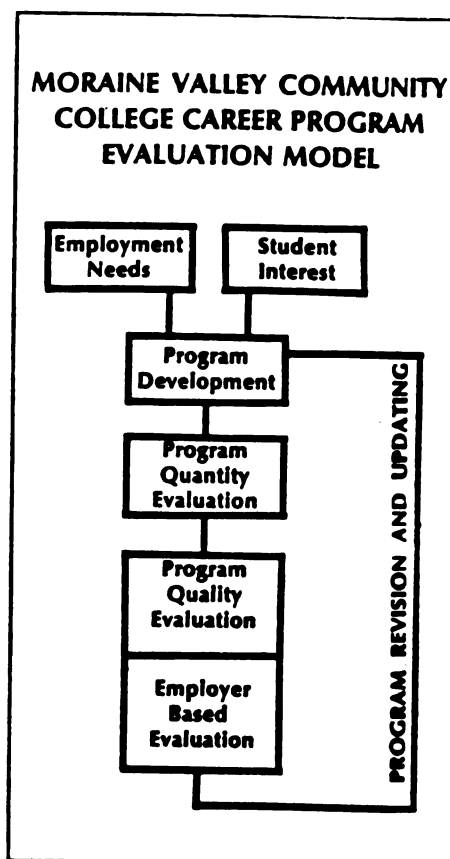 MORAINE VALLEY COMMUNITY
COLLEGE CAREER PROGRAM
EVALUATION MODEL
Employment
Needs
Student
Interest
Program
Development
Program
Quantity
Evaluation
Program
Quality
Evaluation
Employer
Based
Evaluation
PROGRAM REVISION AND UPDATING